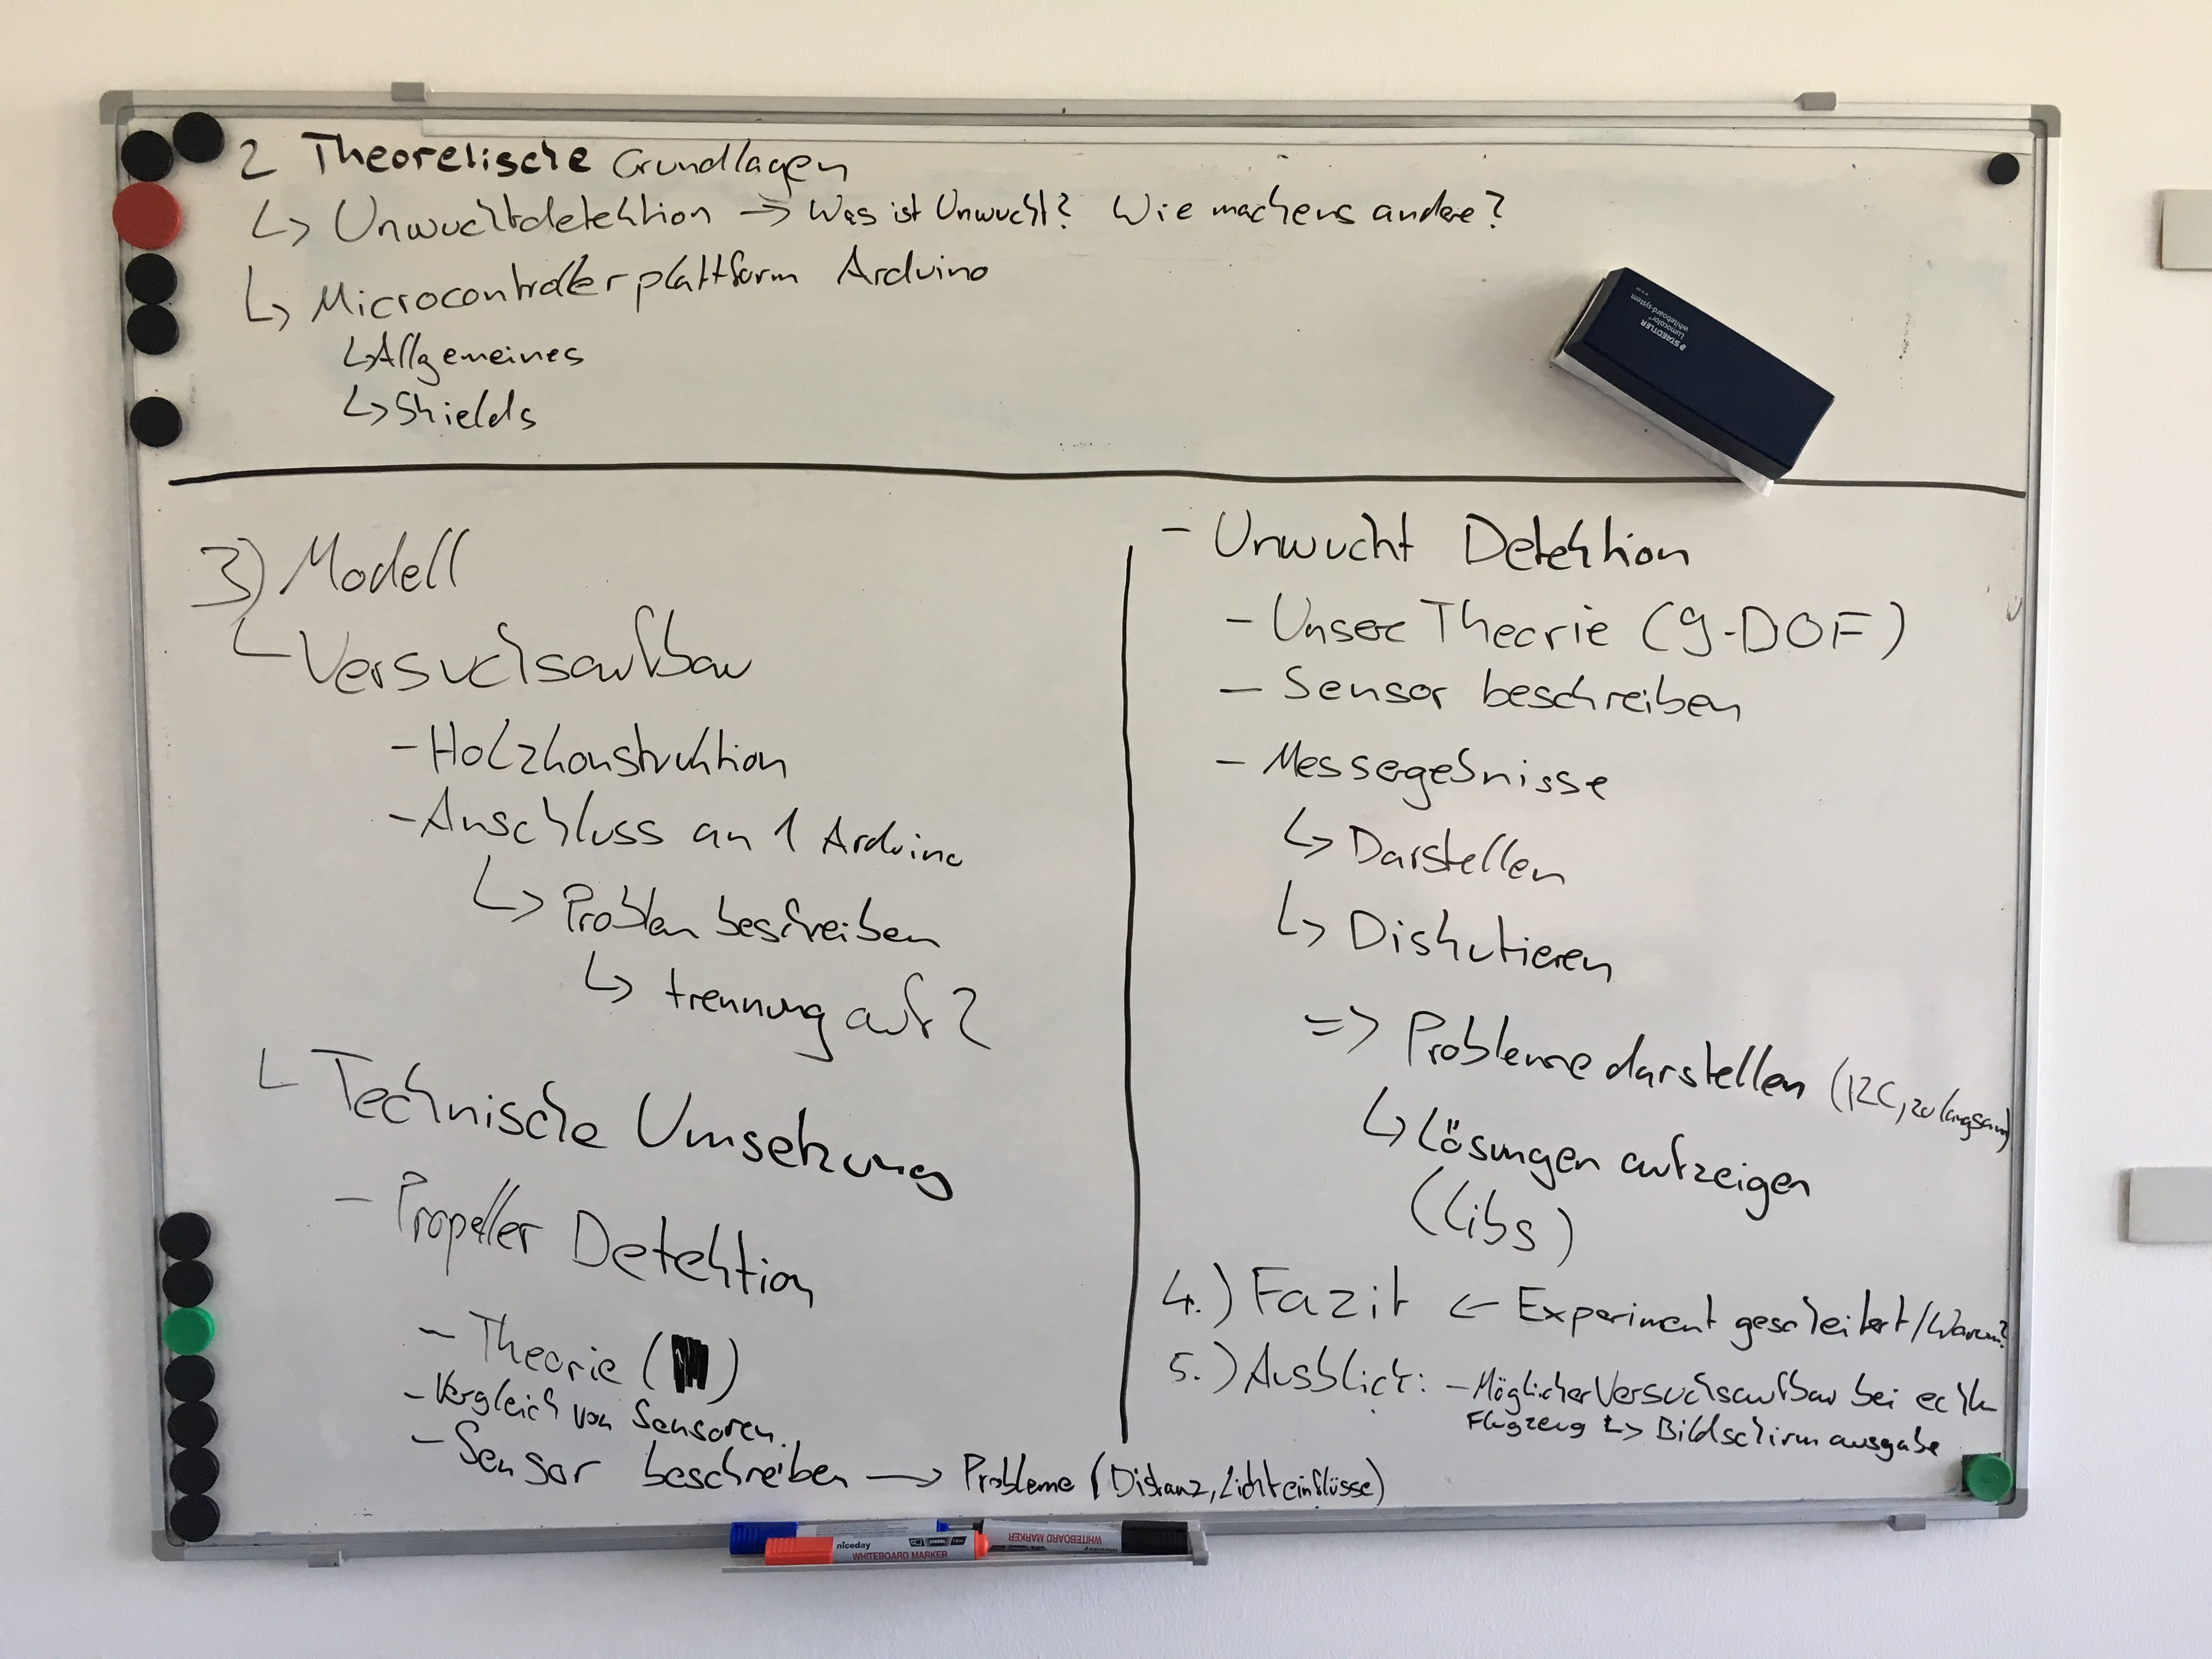 2 Theoretische Grundlagen
↳ Unwuchtdetektion → Was ist Unwucht? Wie machens andere?
↳ Microcontrollerplattform Arduino
↳ Allgemeines
↳ Shields
STAEDTLER
Lumocolor
whiteboard-system
3) Modell
Versuchsaufbau
- Holzkonstruktion
- Anschluss an 1 Arduino
↳ Problem beschreiben
↳ trennung auf 2
Technische Umsetzung
- Propeller Detektion
- Theorie ( )
- Vergleich von Sensoren.
- Sensor beschreiben → Probleme (Distanz, Lichteinflüsse)
- Unwucht Detektion
- Unsere Theorie (9-DOF)
- Sensor beschreiben
- Messergebnisse
↳ Darstellen
↳ Diskutieren
=> Probleme darstellen (I2C, zu langsam)
↳ Lösungen aufzeigen
(Libs)
4.) Fazit ← Experiment gescheitert/Warum?
5.) Ausblick: - Möglicher Versuchsaufbau bei echtem
Flugzeug ↳ Bildschirmausgabe
niceday
WHITEBOARD MARKER
WHITEBOARD MARKER